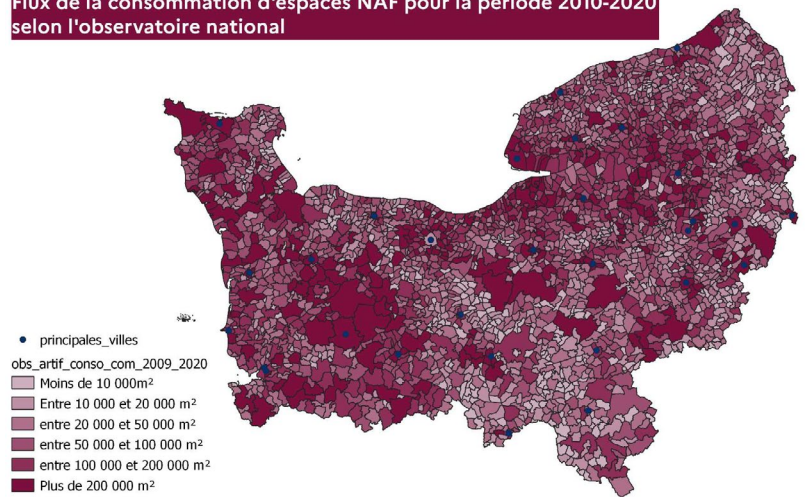 Flux de la consommation d'espaces NAF pour la période 2010-2020
selon l'observatoire national
principales_villes
obs_artif_conso_com_2009_2020
Moins de 10 000m²
Entre 10 000 et 20 000 m²
entre 20 000 et 50 000 m²
entre 50 000 et 100 000 m²
entre 100 000 et 200 000 m²
Plus de 200 000 m²